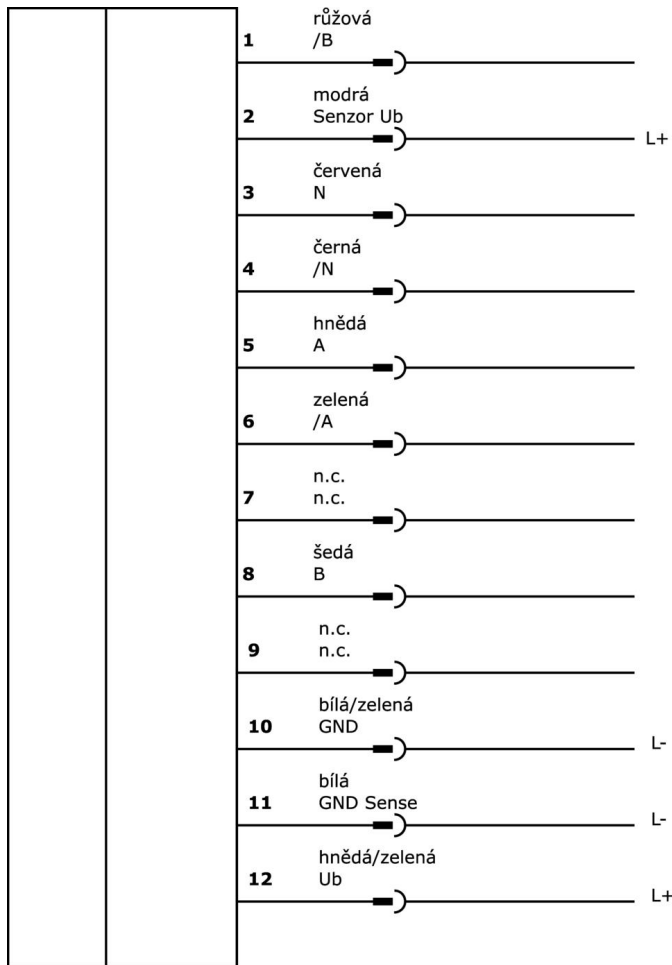 růžová
1 /B
modrá
2 Senzor Ub
L+
červená
3 N
černá
4 /N
hnědá
5 A
zelená
6 /A
n.c.
7 n.c.
šedá
8 B
n.c.
9 n.c.
bílá/zelená
10 GND
L-
bílá
11 GND Sense
L-
hnědá/zelená
12 Ub
L+